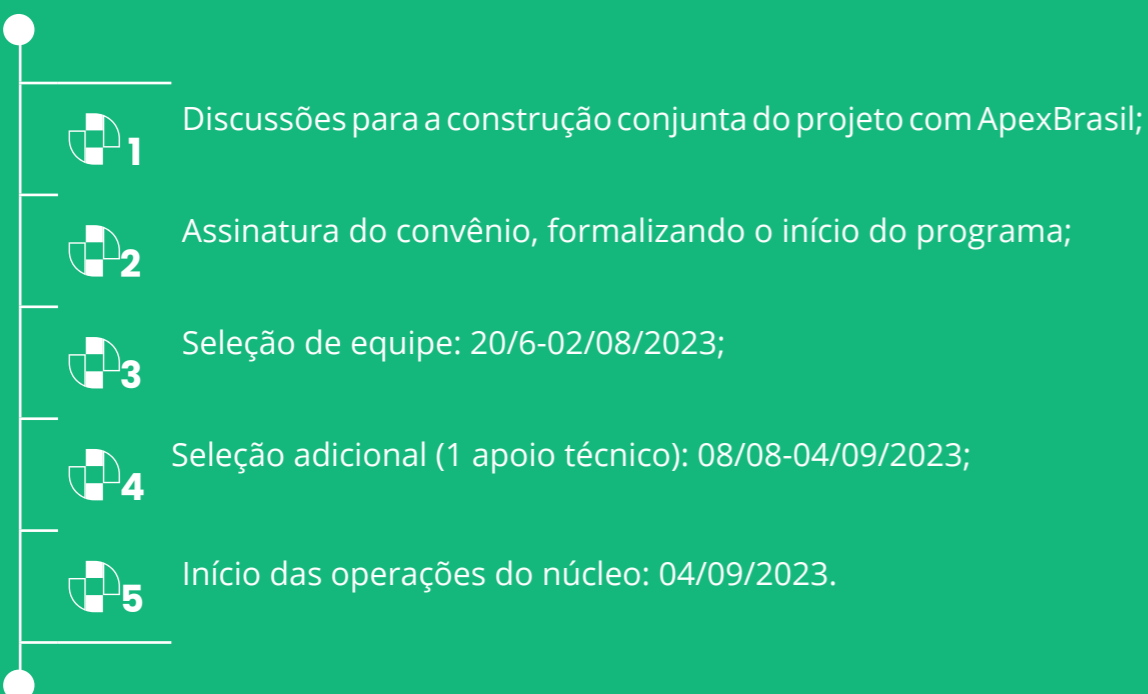 1 Discussões para a construção conjunta do projeto com ApexBrasil;
2 Assinatura do convênio, formalizando o início do programa;
3 Seleção de equipe: 20/6-02/08/2023;
4 Seleção adicional (1 apoio técnico): 08/08-04/09/2023;
5 Início das operações do núcleo: 04/09/2023.